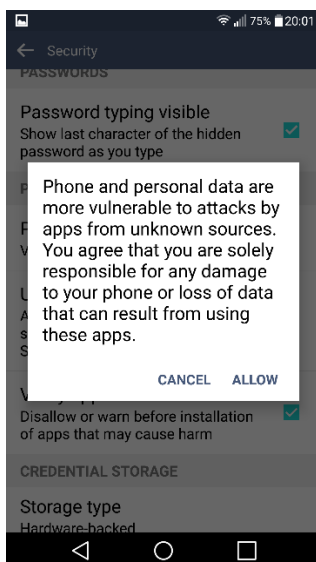 75% 20:01
Security
PASSWORDS
Password typing visible
Show last character of the hidden
password as you type
Phone and personal data are
more vulnerable to attacks by
apps from unknown sources.
You agree that you are solely
responsible for any damage
to your phone or loss of data
that can result from using
these apps.
CANCEL ALLOW
Disallow or warn before installation
of apps that may cause harm
CREDENTIAL STORAGE
Storage type
Hardware-backed